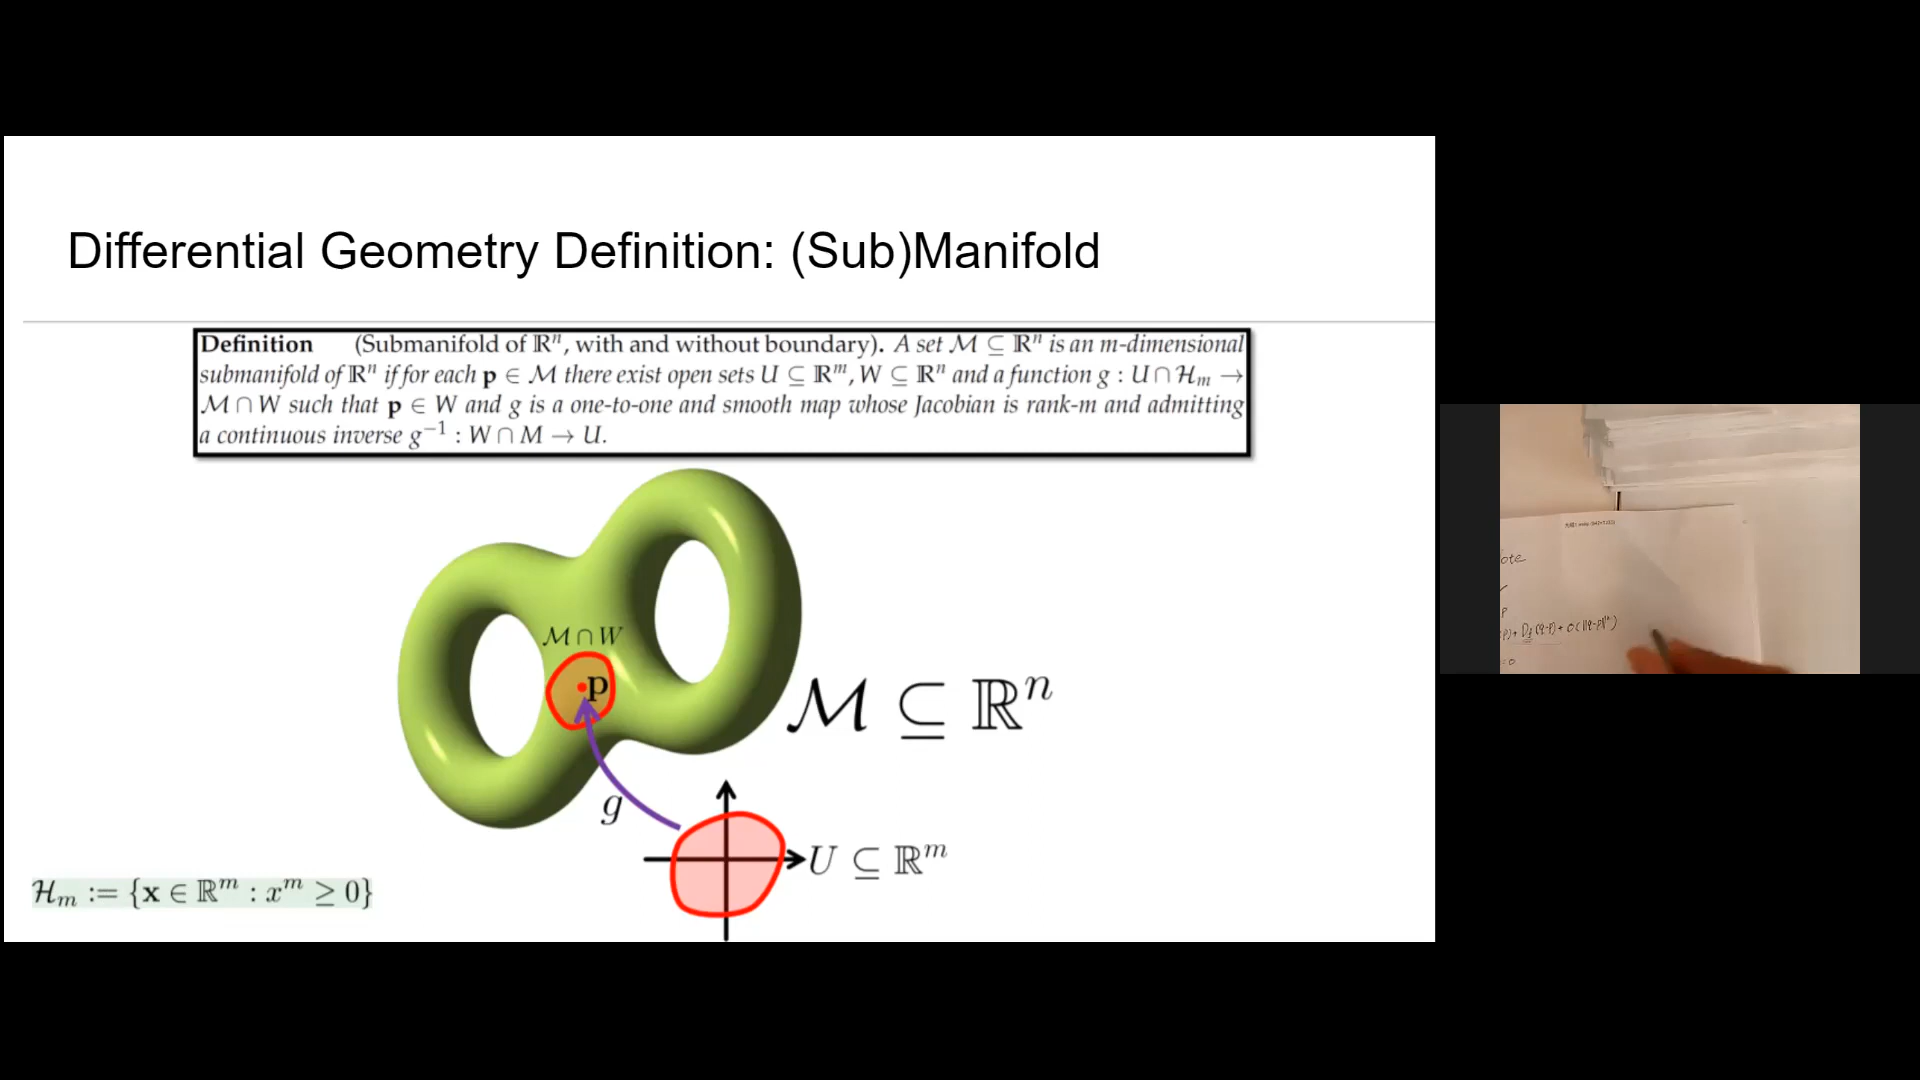 Differential Geometry Definition: (Sub)Manifold
Definition (Submanifold of ℝⁿ, with and without boundary). A set ℳ ⊆ ℝⁿ is an m-dimensional
submanifold of ℝⁿ if for each p ∈ ℳ there exist open sets U ⊆ ℝᵐ, W ⊆ ℝⁿ and a function g : U ∩ ℋₘ →
ℳ ∩ W such that p ∈ W and g is a one-to-one and smooth map whose Jacobian is rank-m and admitting
a continuous inverse g⁻¹ : W ∩ M → U.
ℳ ∩ W
p
ℳ ⊆ ℝⁿ
g
U ⊆ ℝᵐ
ℋₘ := {x ∈ ℝᵐ : xᵐ ≥ 0}
ote